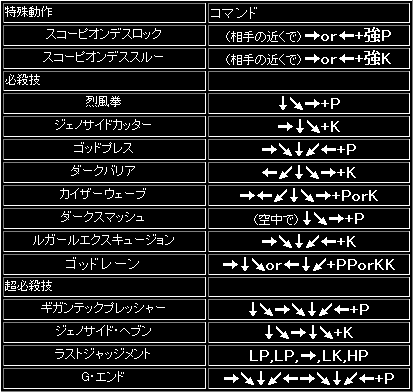 特殊動作 コマンド
スコーピオンデスロック （相手の近くで）➡or⬅+強P
スコーピオンデススルー （相手の近くで）➡or⬅+強K
必殺技
烈風拳 ⬇⬊➡+P
ジェノサイドカッター ➡⬇⬊+K
ゴッドプレス ➡⬊⬇⬋⬅+P
ダークバリア ⬅⬋⬇⬊➡+K
カイザーウェーブ ➡⬅⬋⬇⬊➡+PorK
ダークスマッシュ （空中で）⬇⬊➡+P
ルガールエクスキュージョン ➡⬊⬇⬋⬅+K
ゴッドレーン ➡⬇⬊or⬅⬇⬋+PPorKK
超必殺技
ギガンテックプレッシャー ⬇⬊➡⬊⬇⬋⬅+P
ジェノサイド・ヘブン ⬇⬊➡⬇⬊+K
ラストジャッジメント LP,LP,➡,LK,HP
G・エンド ➡⬊⬇⬋⬅➡⬊⬇⬋⬅+P